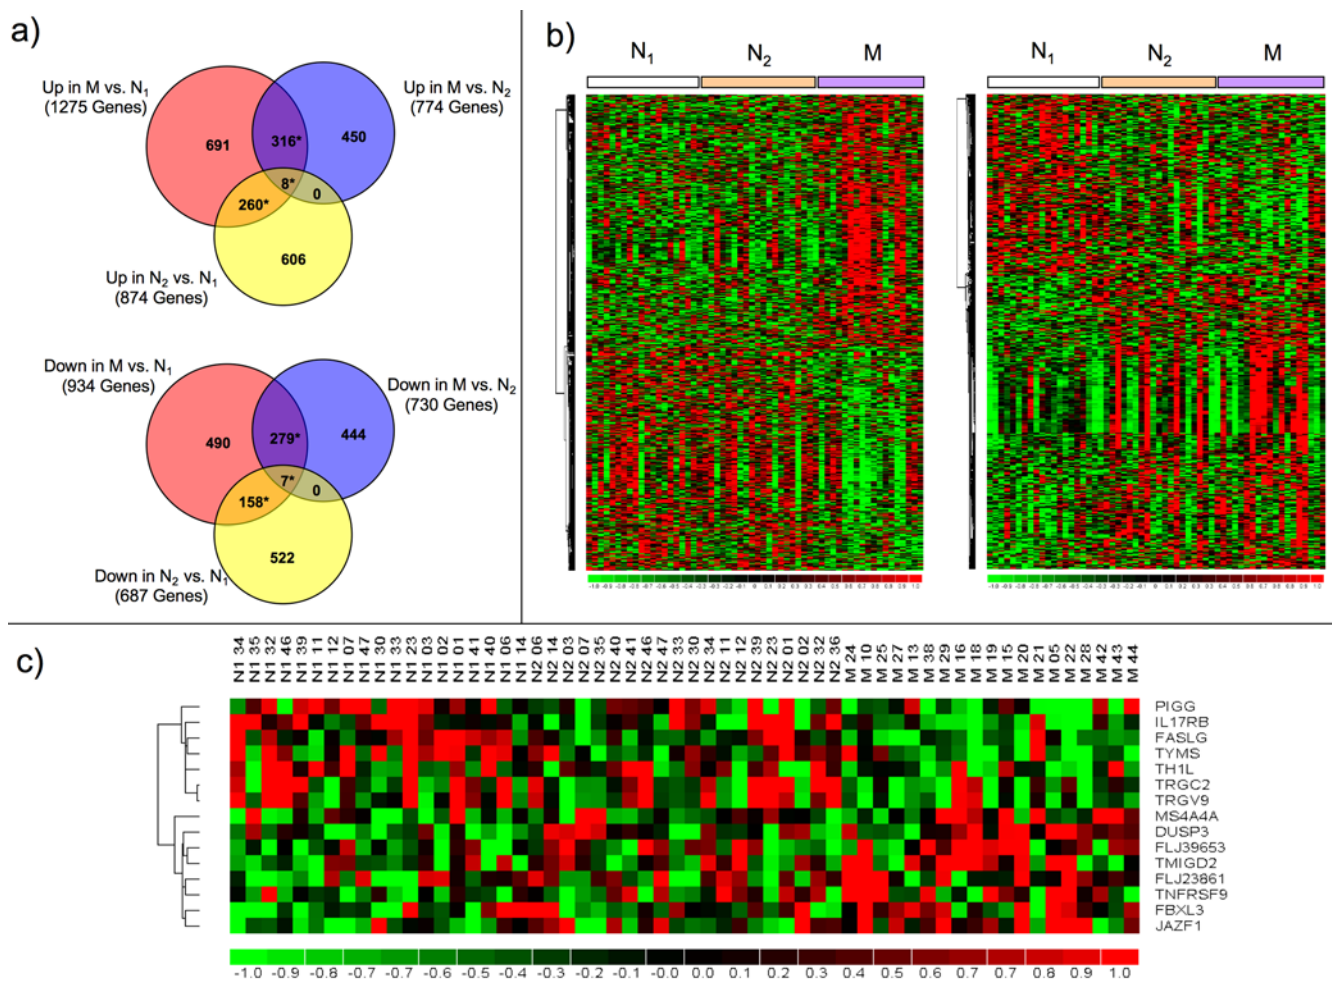 a)
Up in M vs. N1
(1275 Genes)
Up in M vs. N2
(774 Genes)
691
316*
450
8*
0
260*
606
Up in N2 vs. N1
(874 Genes)
Down in M vs. N1
(934 Genes)
Down in M vs. N2
(730 Genes)
490
279*
444
7*
0
158*
522
Down in N2 vs. N1
(687 Genes)
b)
N1 N2 M
N1 N2 M
c)
N1 34
N1 35
N1 32
N1 46
N1 39
N1 11
N1 12
N1 07
N1 47
N1 30
N1 33
N1 23
N1 03
N1 02
N1 01
N1 41
N1 40
N1 06
N1 14
N2 06
N2 14
N2 03
N2 07
N2 35
N2 40
N2 41
N2 46
N2 47
N2 33
N2 30
N2 34
N2 11
N2 12
N2 39
N2 23
N2 01
N2 02
N2 32
N2 36
M 24
M 10
M 25
M 27
M 13
M 38
M 29
M 16
M 18
M 19
M 15
M 20
M 21
M 05
M 22
M 28
M 42
M 43
M 44
PIGG
IL17RB
FASLG
TYMS
TH1L
TRGC2
TRGV9
MS4A4A
DUSP3
FLJ39653
TMIGD2
FLJ23861
TNFRSF9
FBXL3
JAZF1
-1.0 -0.9 -0.8 -0.7 -0.7 -0.6 -0.5 -0.4 -0.3 -0.2 -0.1 -0.0 0.0 0.1 0.2 0.3 0.4 0.5 0.6 0.7 0.7 0.8 0.9 1.0